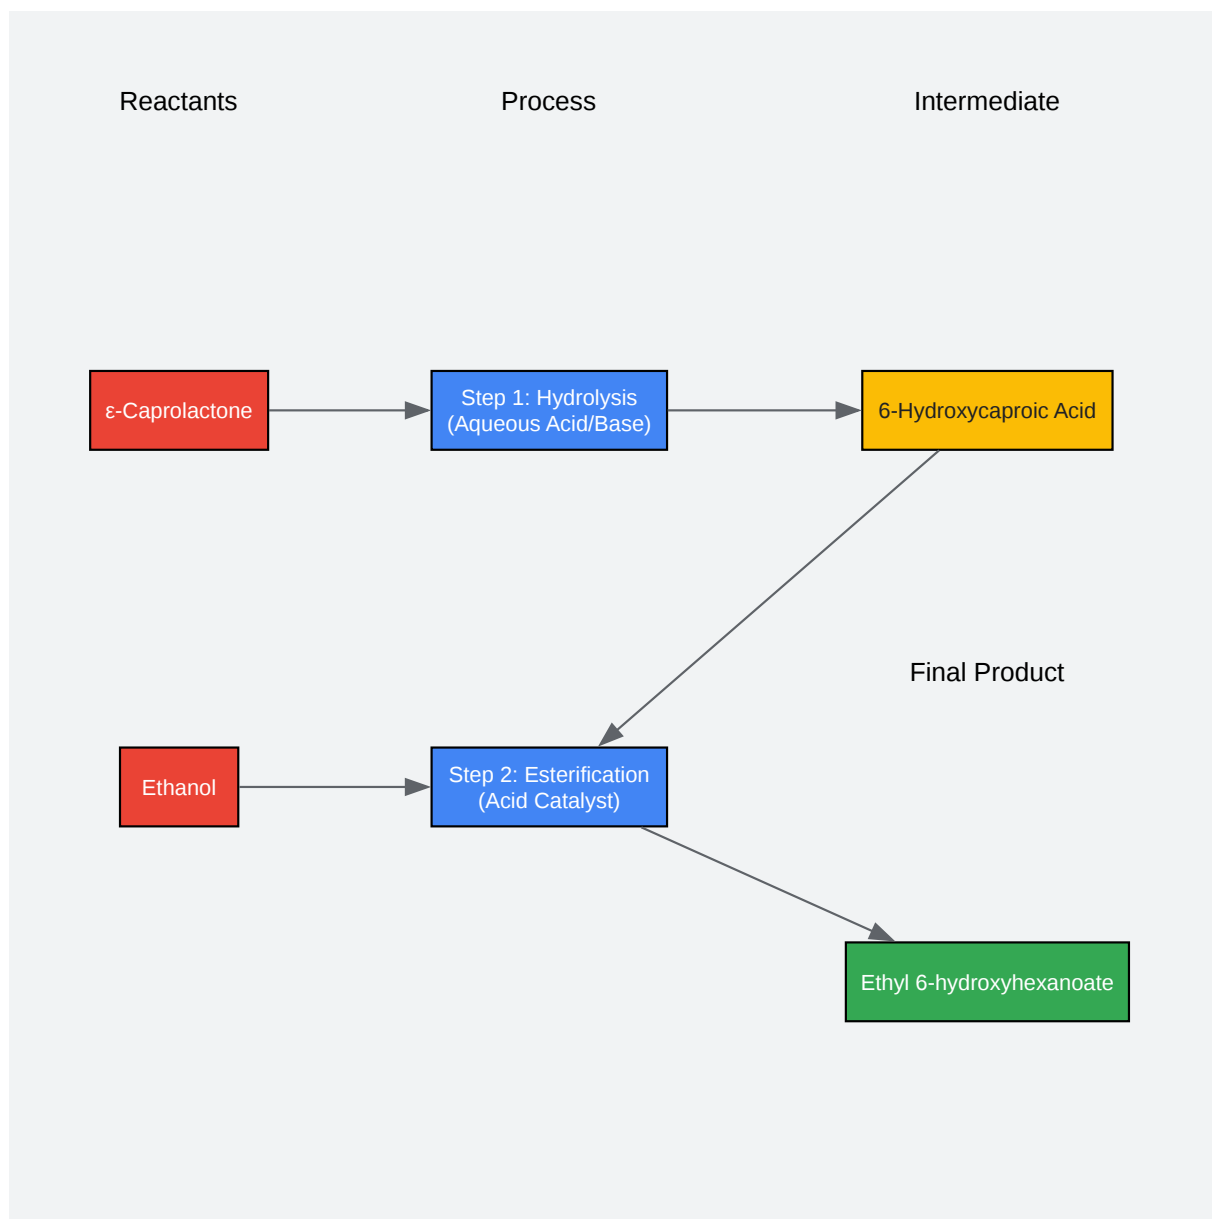 Reactants
Process
Intermediate
ε-Caprolactone
Step 1: Hydrolysis
(Aqueous Acid/Base)
6-Hydroxycaproic Acid
Final Product
Ethanol
Step 2: Esterification
(Acid Catalyst)
Ethyl 6-hydroxyhexanoate